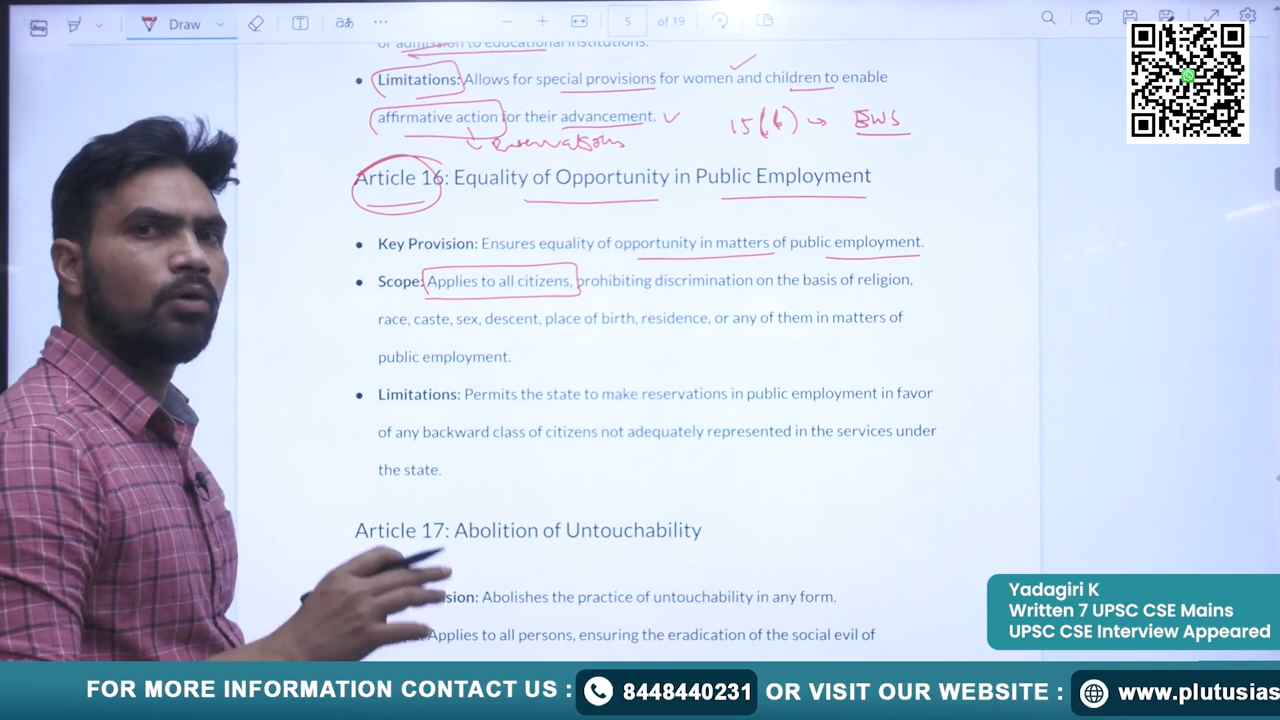 Draw
5 of 19
of admission to educational institutions.
• Limitations: Allows for special provisions for women and children to enable
affirmative action for their advancement.
15(6) → EWS
reservations
Article 16: Equality of Opportunity in Public Employment
• Key Provision: Ensures equality of opportunity in matters of public employment.
• Scope: Applies to all citizens, prohibiting discrimination on the basis of religion,
race, caste, sex, descent, place of birth, residence, or any of them in matters of
public employment.
• Limitations: Permits the state to make reservations in public employment in favor
of any backward class of citizens not adequately represented in the services under
the state.
Article 17: Abolition of Untouchability
sion: Abolishes the practice of untouchability in any form.
Applies to all persons, ensuring the eradication of the social evil of
Yadagiri K
Written 7 UPSC CSE Mains
UPSC CSE Interview Appeared
FOR MORE INFORMATION CONTACT US : 8448440231 OR VISIT OUR WEBSITE : www.plutusias